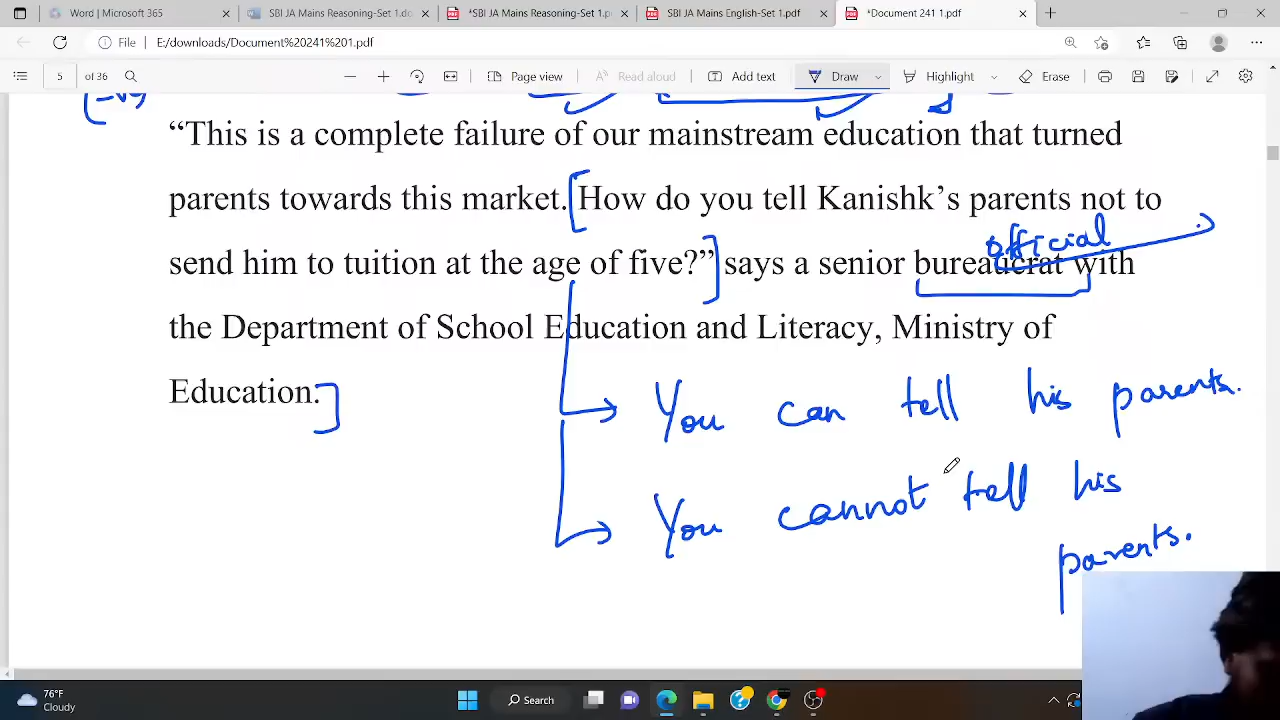 Word | Microsoft 365
SBI JA Mains Reasoning-Set 1.do
*SBI JA Mains Reasoning-Set 1.p
SBI JA Mains English-Set 1.pdf
*Document 241 1.pdf
File
E:/downloads/Document%20241%201.pdf
5 of 36
Page view
Read aloud
Add text
Draw
Highlight
Erase
“This is a complete failure of our mainstream education that turned
parents towards this market. How do you tell Kanishk’s parents not to
official
send him to tuition at the age of five?” says a senior bureaucrat with
the Department of School Education and Literacy, Ministry of
Education.
You can tell his parents.
You cannot tell his
parents.
76°F
Cloudy
Search